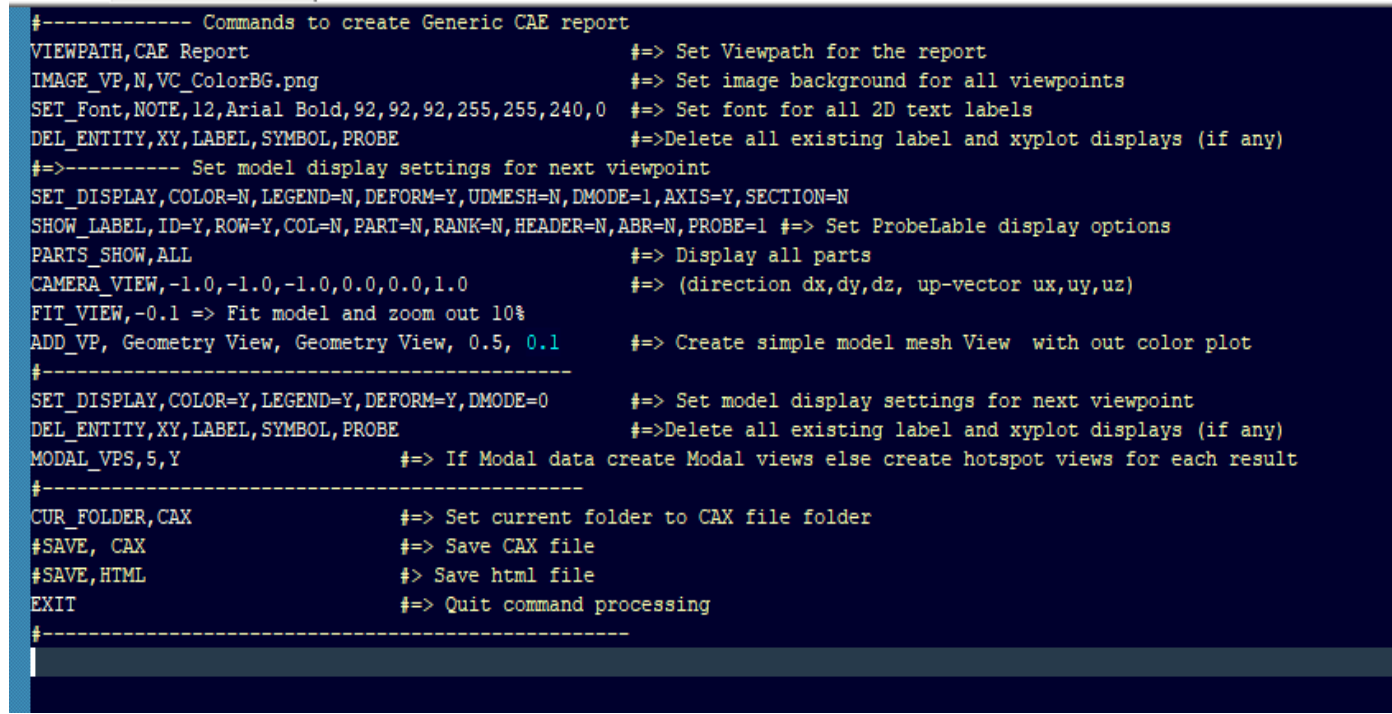 #------------- Commands to create Generic CAE report
VIEWPATH,CAE Report #=> Set Viewpath for the report
IMAGE_VP,N,VC_ColorBG.png #=> Set image background for all viewpoints
SET_Font,NOTE,12,Arial Bold,92,92,92,255,255,240,0 #=> Set font for all 2D text labels
DEL_ENTITY,XY,LABEL,SYMBOL,PROBE #=>Delete all existing label and xyplot displays (if any)
#=>---------- Set model display settings for next viewpoint
SET_DISPLAY,COLOR=N,LEGEND=N,DEFORM=Y,UDMESH=N,DMODE=1,AXIS=Y,SECTION=N
SHOW_LABEL,ID=Y,ROW=Y,COL=N,PART=N,RANK=N,HEADER=N,ABR=N,PROBE=1 #=> Set ProbeLable display options
PARTS_SHOW,ALL #=> Display all parts
CAMERA_VIEW,-1.0,-1.0,-1.0,0.0,0.0,1.0 #=> (direction dx,dy,dz, up-vector ux,uy,uz)
FIT_VIEW,-0.1 => Fit model and zoom out 10%
ADD_VP, Geometry View, Geometry View, 0.5, 0.1 #=> Create simple model mesh View  with out color plot
#----------------------------------------------
SET_DISPLAY,COLOR=Y,LEGEND=Y,DEFORM=Y,DMODE=0 #=> Set model display settings for next viewpoint
DEL_ENTITY,XY,LABEL,SYMBOL,PROBE #=>Delete all existing label and xyplot displays (if any)
MODAL_VPS,5,Y #=> If Modal data create Modal views else create hotspot views for each result
#-----------------------------------------------
CUR_FOLDER,CAX #=> Set current folder to CAX file folder
#SAVE, CAX #=> Save CAX file
#SAVE,HTML #> Save html file
EXIT #=> Quit command processing
#---------------------------------------------------